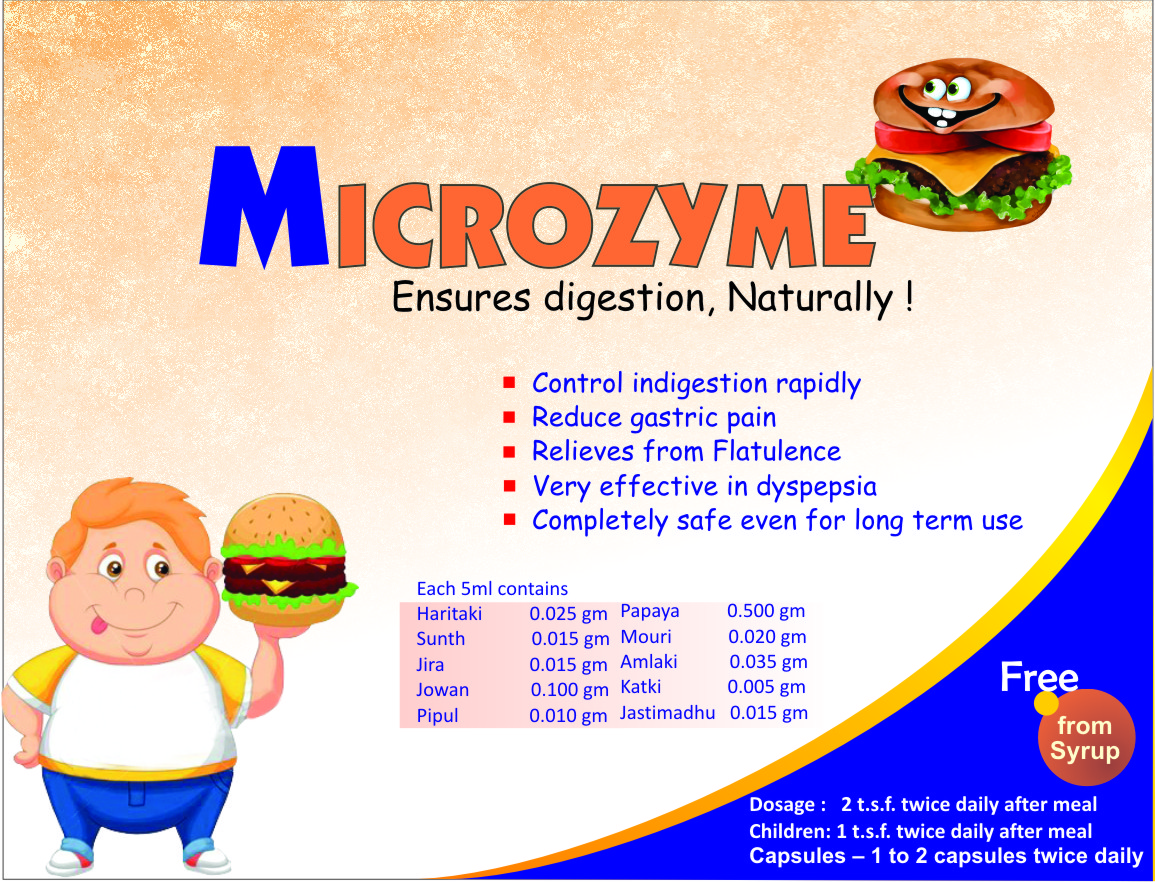 MICROZYME
Ensures digestion, Naturally !
Control indigestion rapidly
Reduce gastric pain
Relieves from Flatulence
Very effective in dyspepsia
Completely safe even for long term use
Each 5ml contains
Haritaki 0.025 gm Papaya 0.500 gm
Sunth 0.015 gm Mouri 0.020 gm
Jira 0.015 gm Amlaki 0.035 gm
Jowan 0.100 gm Katki 0.005 gm
Pipul 0.010 gm Jastimadhu 0.015 gm
Free
from
Syrup
Dosage : 2 t.s.f. twice daily after meal
Children: 1 t.s.f. twice daily after meal
Capsules – 1 to 2 capsules twice daily